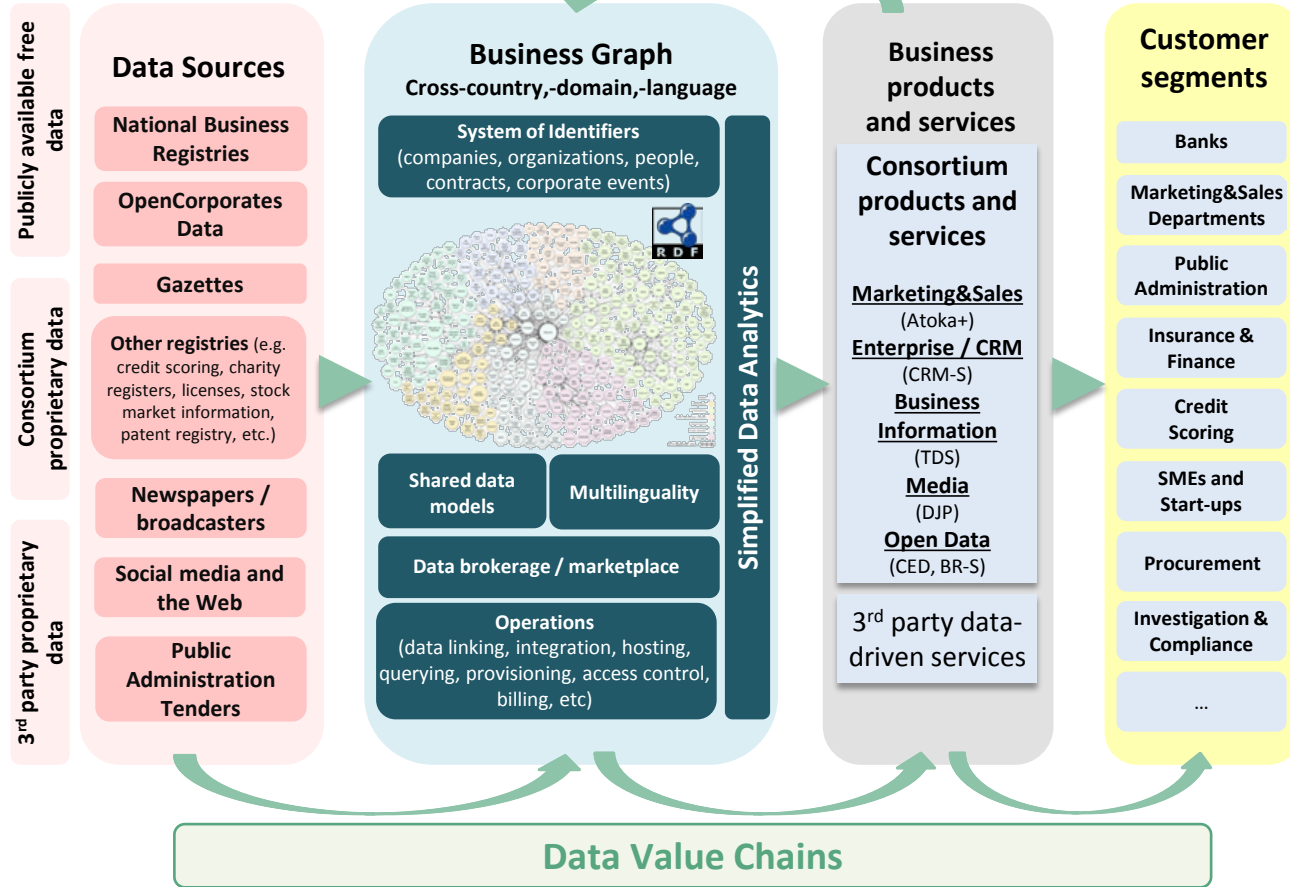 Publicly available free
data
Consortium
proprietary data
3rd party proprietary
data
Data Sources
National Business
Registries
OpenCorporates
Data
Gazettes
Other registries (e.g.
credit scoring, charity
registers, licenses, stock
market information,
patent registry, etc.)
Newspapers /
broadcasters
Social media and
the Web
Public
Administration
Tenders
Business Graph
Cross-country,-domain,-language
System of Identifiers
(companies, organizations, people,
contracts, corporate events)
RDF
Shared data
models
Multilinguality
Data brokerage / marketplace
Operations
(data linking, integration, hosting,
querying, provisioning, access control,
billing, etc)
Simplified Data Analytics
Business
products
and services
Consortium
products and
services
Marketing&Sales
(Atoka+)
Enterprise / CRM
(CRM-S)
Business
Information
(TDS)
Media
(DJP)
Open Data
(CED, BR-S)
3rd party data-
driven services
Customer
segments
Banks
Marketing&Sales
Departments
Public
Administration
Insurance &
Finance
Credit
Scoring
SMEs and
Start-ups
Procurement
Investigation &
Compliance
...
Data Value Chains